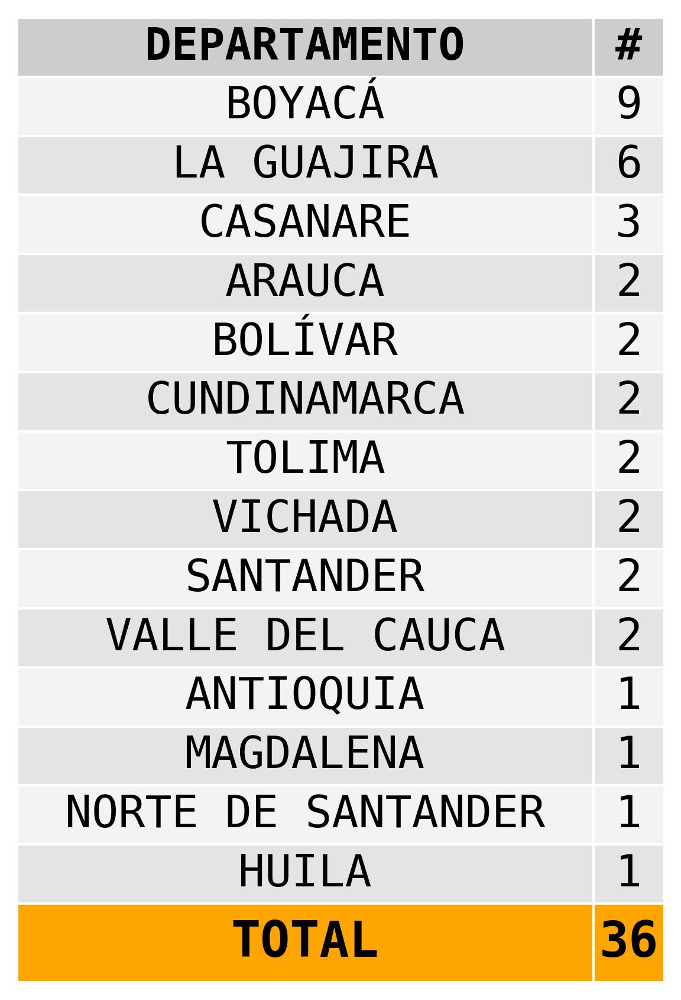 DEPARTAMENTO #
BOYACÁ 9
LA GUAJIRA 6
CASANARE 3
ARAUCA 2
BOLÍVAR 2
CUNDINAMARCA 2
TOLIMA 2
VICHADA 2
SANTANDER 2
VALLE DEL CAUCA 2
ANTIOQUIA 1
MAGDALENA 1
NORTE DE SANTANDER 1
HUILA 1
TOTAL 36